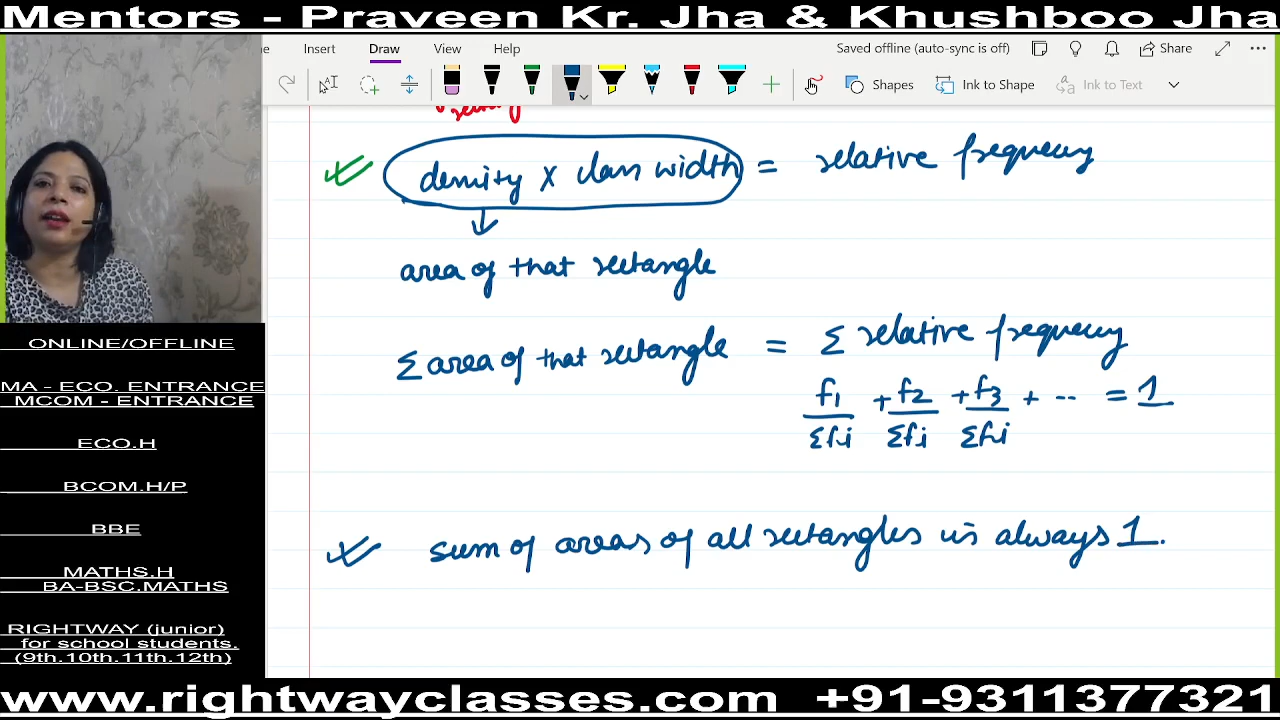 Mentors - Praveen Kr. Jha & Khushboo Jha
Insert Draw View Help
Saved offline (auto-sync is off)
Share
Shapes
Ink to Shape
Ink to Text
density x class width = relative frequency
area of that rectangle
Σ area of that rectangle = Σ relative frequency
f1/Σfi + f2/Σfi + f3/Σfi + -- = 1
sum of areas of all rectangles is always 1.
ONLINE/OFFLINE
MA - ECO. ENTRANCE
MCOM - ENTRANCE
ECO.H
BCOM.H/P
BBE
MATHS.H
BA-BSC.MATHS
RIGHTWAY (junior)
for school students.
(9th.10th.11th.12th)
www.rightwayclasses.com +91-9311377321